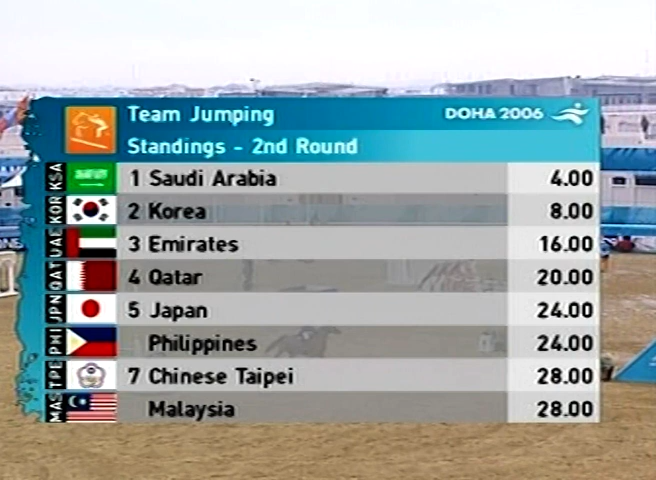 Team Jumping DOHA 2006
Standings - 2nd Round
KSA 1 Saudi Arabia 4.00
KOR 2 Korea 8.00
UAE 3 Emirates 16.00
QAT 4 Qatar 20.00
JPN 5 Japan 24.00
PHI Philippines 24.00
TPE 7 Chinese Taipei 28.00
MAS Malaysia 28.00